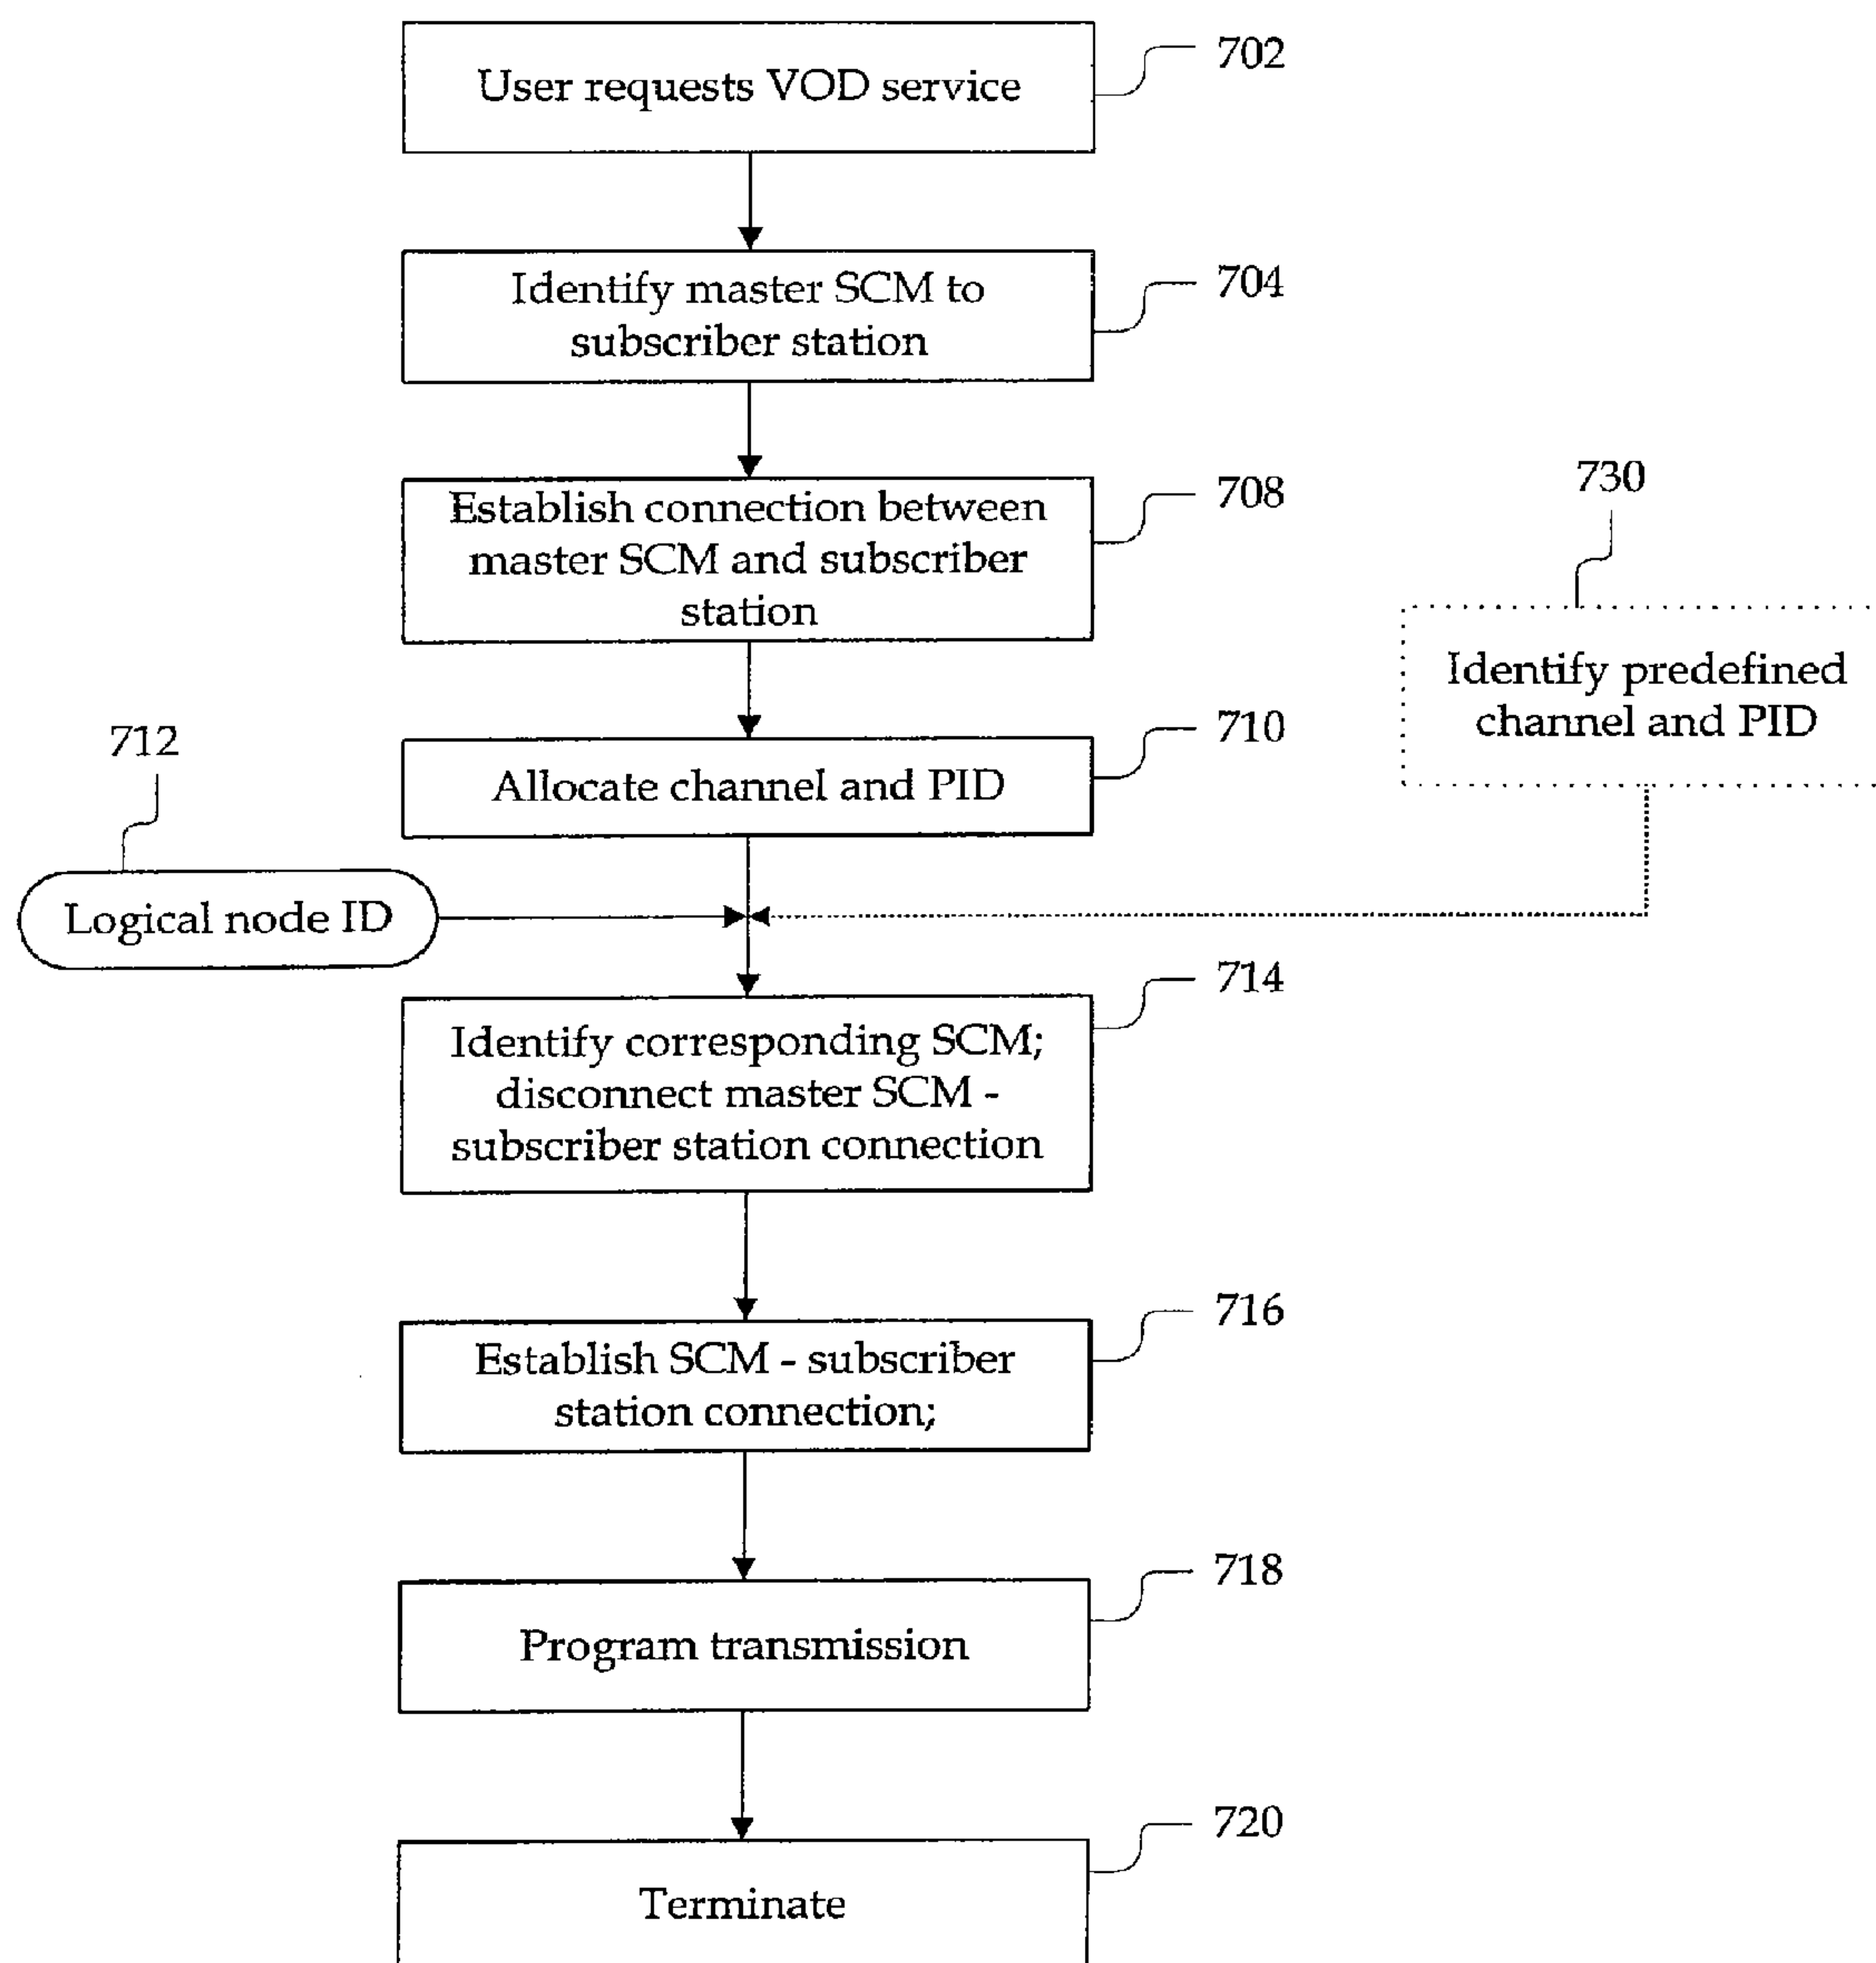 User requests VOD service
702
Identify master SCM to
subscriber station
704
Establish connection between
master SCM and subscriber
station
708
730
Identify predefined
channel and PID
Allocate channel and PID
710
712
Logical node ID
Identify corresponding SCM;
disconnect master SCM -
subscriber station connection
714
Establish SCM - subscriber
station connection;
716
Program transmission
718
Terminate
720